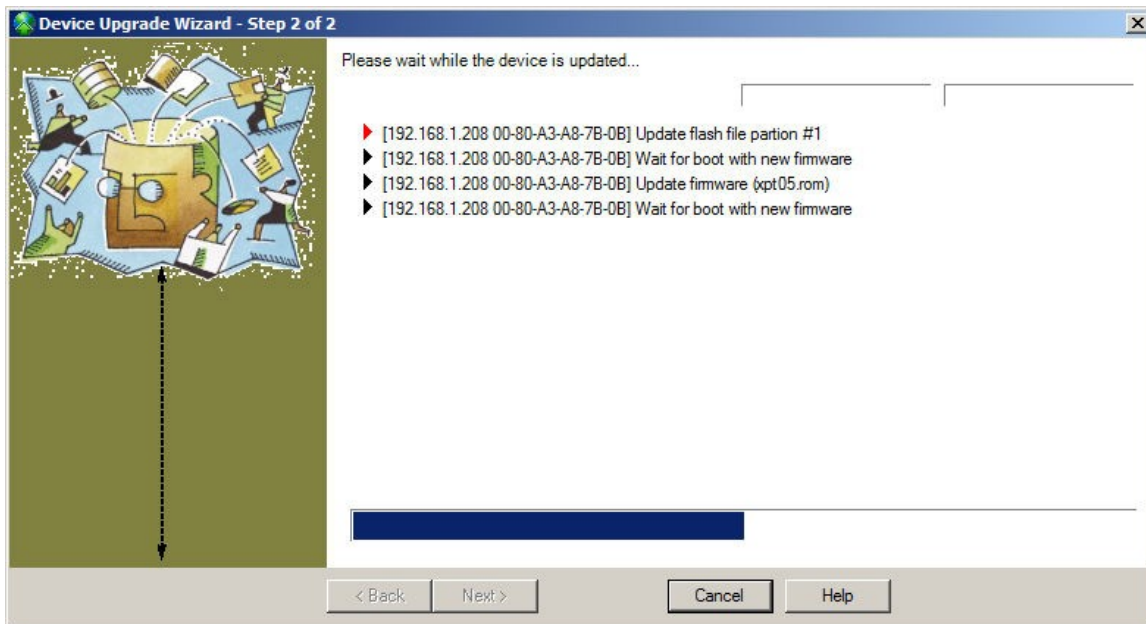 Device Upgrade Wizard - Step 2 of 2
Please wait while the device is updated...
[192.168.1.208 00-80-A3-A8-7B-0B] Update flash file partion #1
[192.168.1.208 00-80-A3-A8-7B-0B] Wait for boot with new firmware
[192.168.1.208 00-80-A3-A8-7B-0B] Update firmware (xpt05.rom)
[192.168.1.208 00-80-A3-A8-7B-0B] Wait for boot with new firmware
< Back Next > Cancel Help